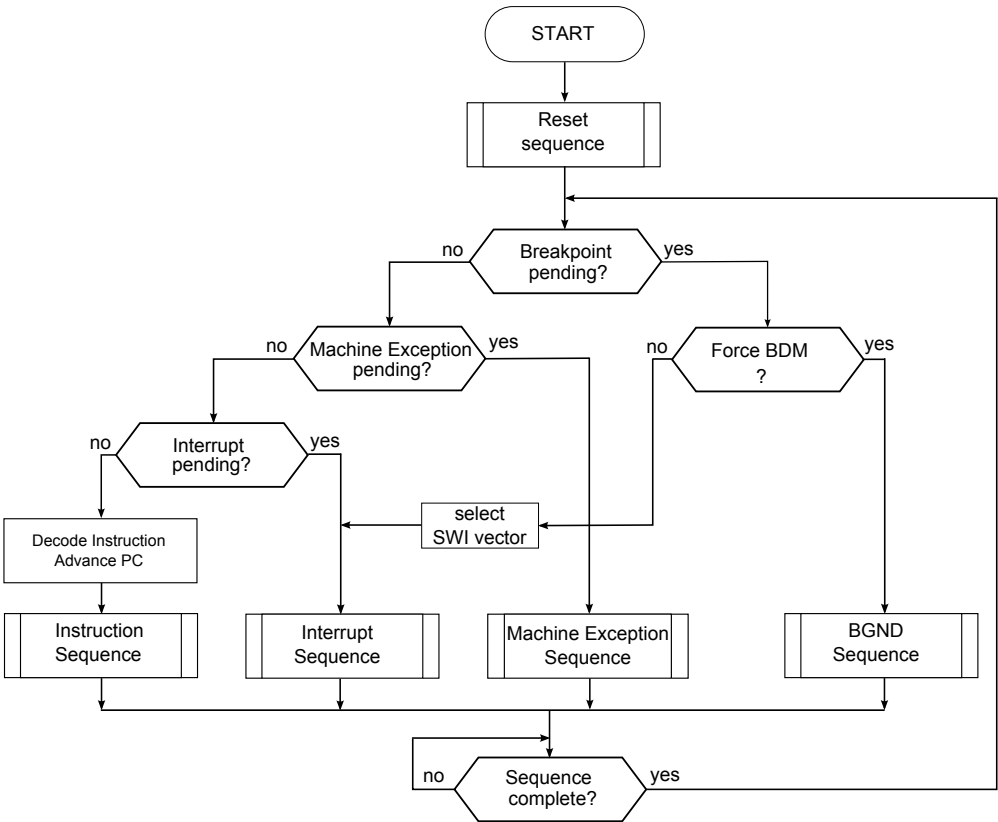 START
Reset
sequence
Breakpoint
pending?
no
yes
Machine Exception
pending?
no
yes
Force BDM
?
no
yes
Interrupt
pending?
no
yes
select
SWI vector
Decode Instruction
Advance PC
Instruction
Sequence
Interrupt
Sequence
Machine Exception
Sequence
BGND
Sequence
Sequence
complete?
no
yes